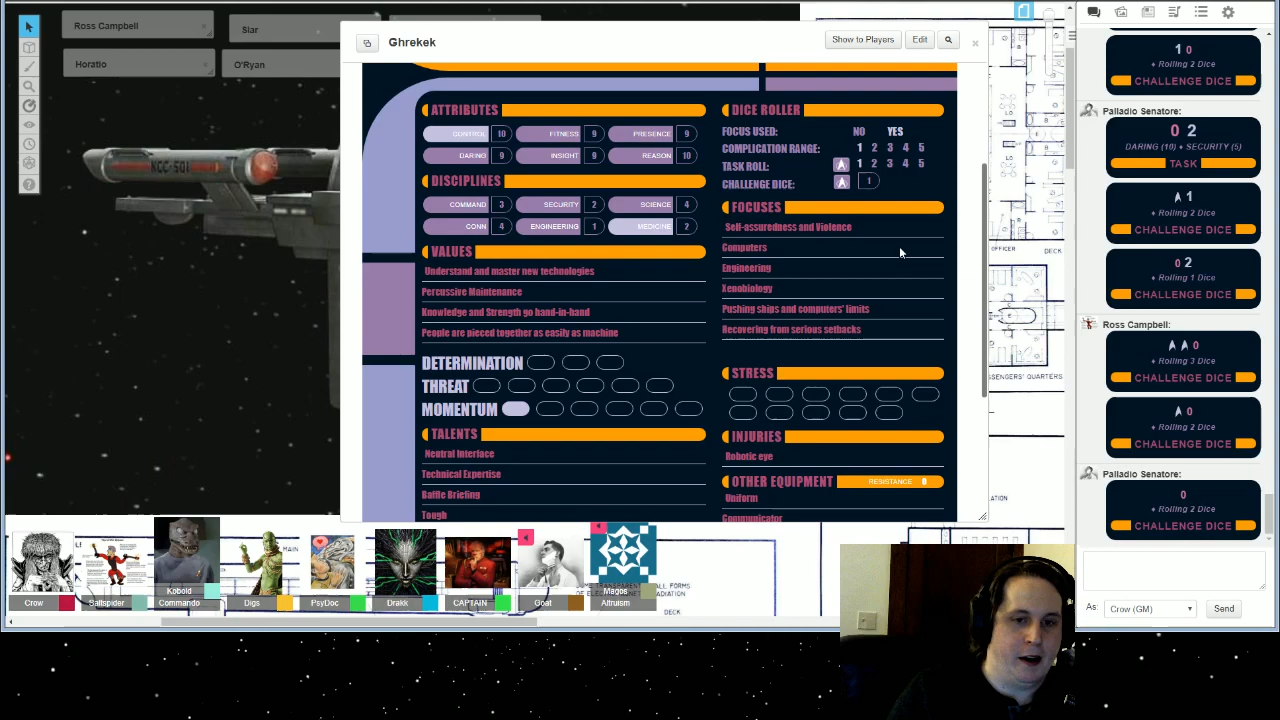 Ross Campbell
Slar
Horatio
O'Ryan
NCC-1701
Ghrekek
Show to Players
Edit
ATTRIBUTES
CONTROL 10 FITNESS 9 PRESENCE 9
DARING 9 INSIGHT 9 REASON 10
DISCIPLINES
COMMAND 3 SECURITY 2 SCIENCE 4
CONN 4 ENGINEERING 1 MEDICINE 2
VALUES
Understand and master new technologies
Percussive Maintenance
Knowledge and Strength go hand-in-hand
People are pieced together as easily as machine
DETERMINATION
THREAT
MOMENTUM
TALENTS
Neutral Interface
Technical Expertise
Baffle Briefing
Tough
DICE ROLLER
FOCUS USED: NO YES
COMPLICATION RANGE: 1 2 3 4 5
TASK ROLL: 1 2 3 4 5
CHALLENGE DICE: 1
FOCUSES
Self-assuredness and Violence
Computers
Engineering
Xenobiology
Pushing ships and computers' limits
Recovering from serious setbacks
STRESS
INJURIES
Robotic eye
OTHER EQUIPMENT RESISTANCE 0
Uniform
Communicator
OFFICER
DECK
MAIN
DECK
1 0
Rolling 2 Dice
CHALLENGE DICE
Palladio Senatore:
0 2
DARING (10) + SECURITY (5)
TASK
1
Rolling 2 Dice
CHALLENGE DICE
0 2
Rolling 1 Dice
CHALLENGE DICE
Ross Campbell:
0
Rolling 3 Dice
CHALLENGE DICE
0
Rolling 2 Dice
CHALLENGE DICE
Palladio Senatore:
0
Rolling 2 Dice
CHALLENGE DICE
As: Crow (GM) Send
Crow
Saltspider
Kobold Commando
Digs
PsyDoc
Drakk
CAPTAIN
Goat
Magos Altruism